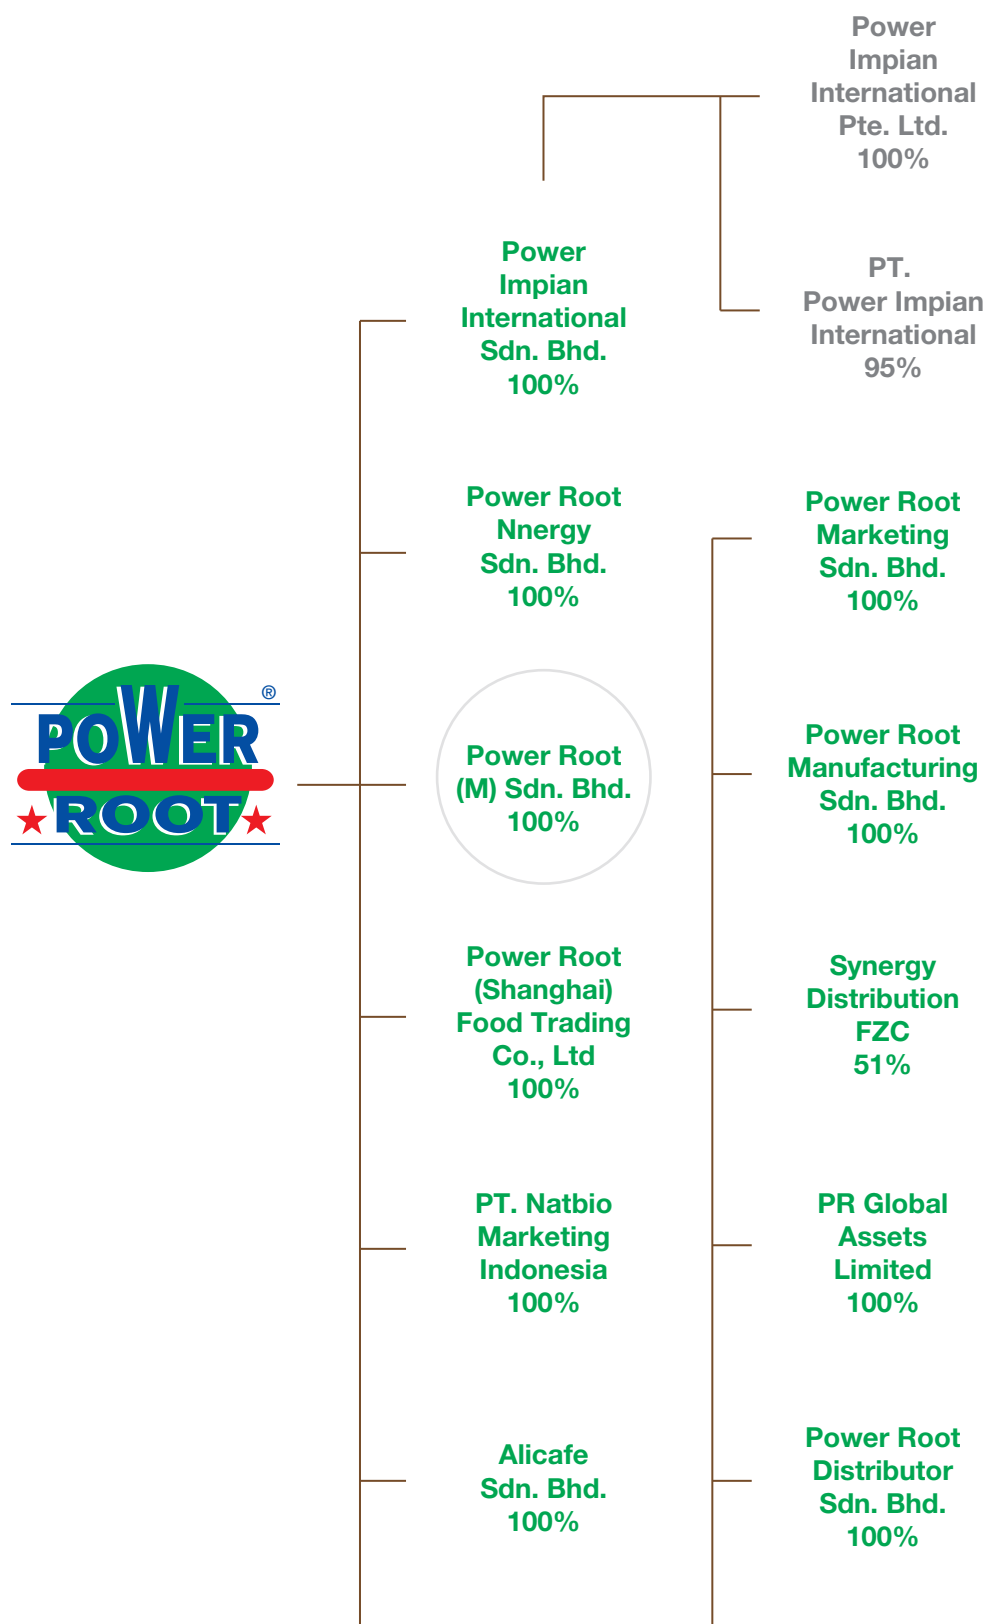 Power
Impian
International
Pte. Ltd.
100%
PT.
Power Impian
International
95%
Power
Impian
International
Sdn. Bhd.
100%
Power Root
Nnergy
Sdn. Bhd.
100%
Power Root
Marketing
Sdn. Bhd.
100%
POWER ®
ROOT
Power Root
(M) Sdn. Bhd.
100%
Power Root
Manufacturing
Sdn. Bhd.
100%
Power Root
(Shanghai)
Food Trading
Co., Ltd
100%
Synergy
Distribution
FZC
51%
PT. Natbio
Marketing
Indonesia
100%
PR Global
Assets
Limited
100%
Alicafe
Sdn. Bhd.
100%
Power Root
Distributor
Sdn. Bhd.
100%